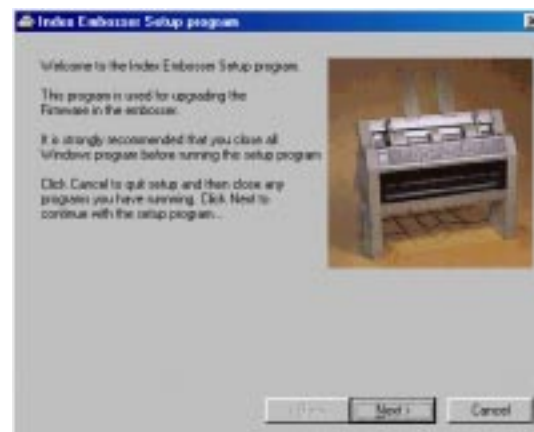 Index Embosser Setup program
Welcome to the Index Embosser Setup program.
This program is used for upgrading the
Firmware in the embosser.
It is strongly recommended that you close all
Windows program before running this setup program
Click Cancel to quit setup and then close any
programs you have running. Click Next to
continue with the setup program...
Next >
Cancel